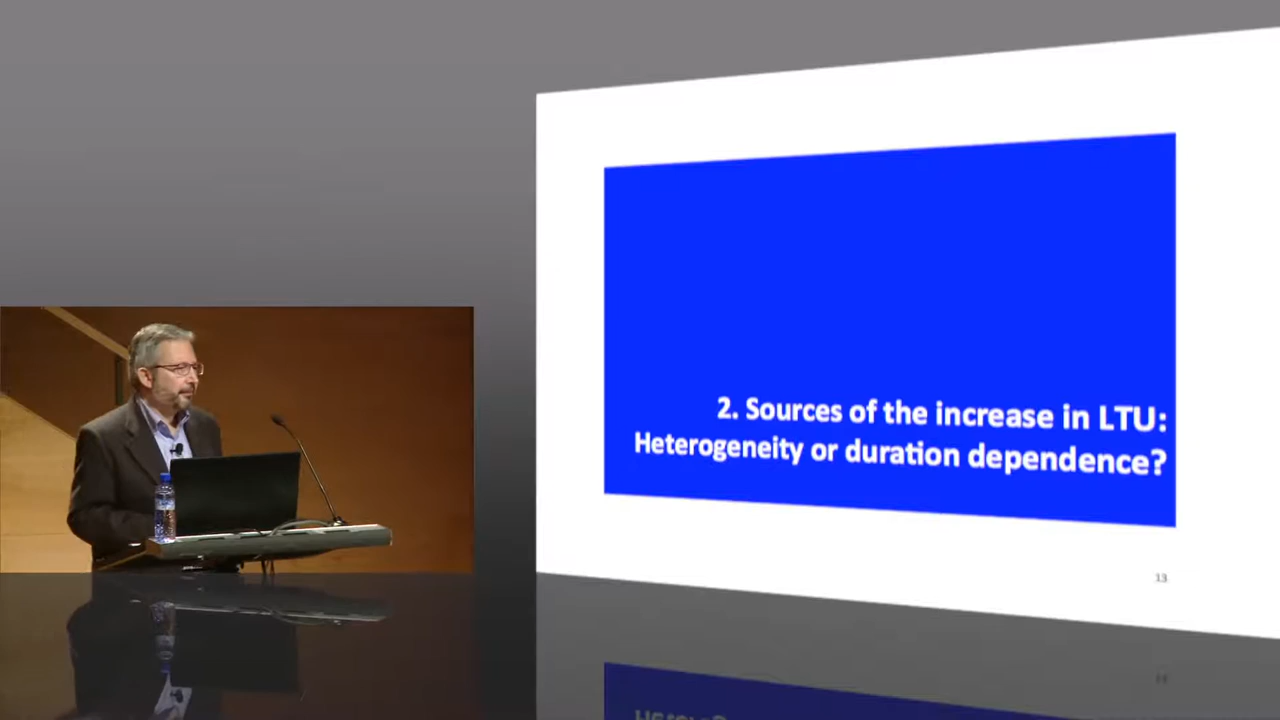 2. Sources of the increase in LTU:
Heterogeneity or duration dependence?
13